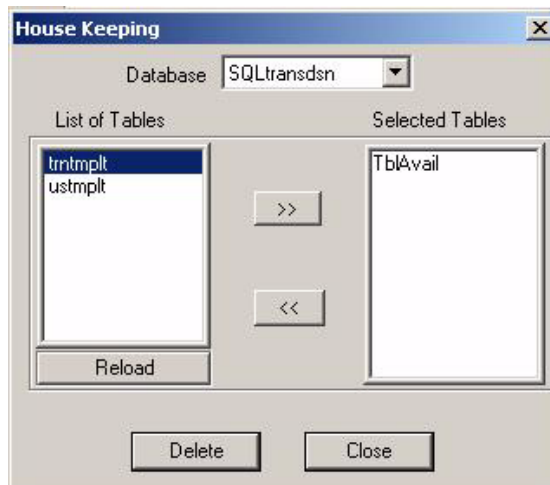 House Keeping
Database SQLtransdsn
List of Tables Selected Tables
trntmplt TblAvail
ustmplt
>>
<<
Reload
Delete Close